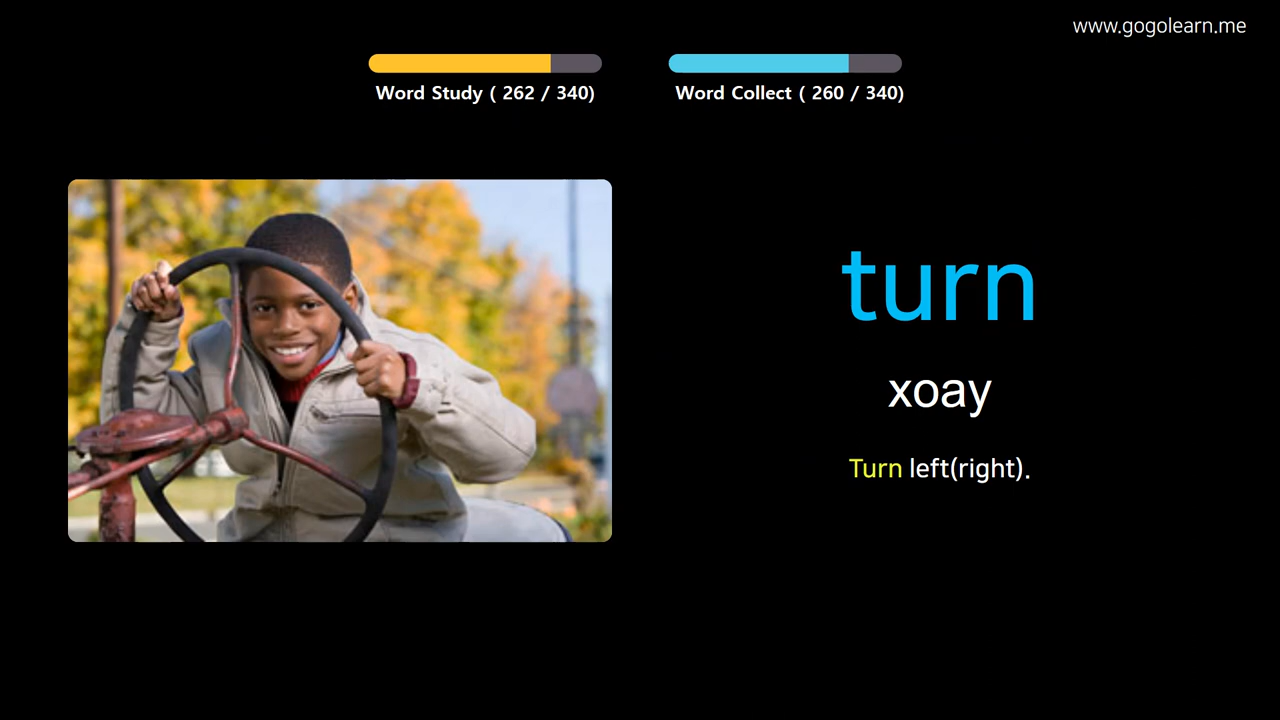 www.gogolearn.me
Word Study ( 262 / 340)
Word Collect ( 260 / 340)
turn
xoay
Turn left(right).